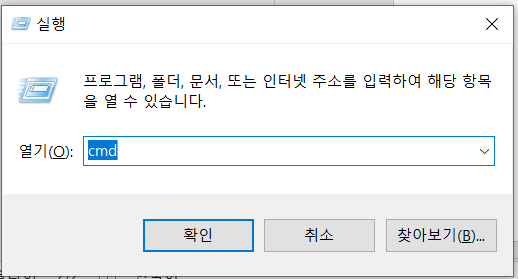 실행
프로그램, 폴더, 문서, 또는 인터넷 주소를 입력하여 해당 항목
을 열 수 있습니다.
열기(O): cmd
확인 취소 찾아보기(B)...